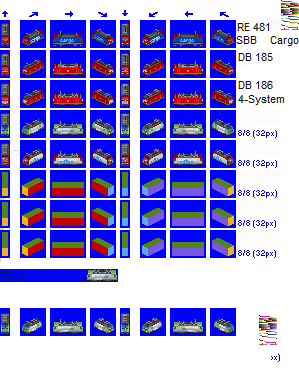 RE 481
SBB Cargo
DB 185
DB 186
4-System
8/8 (32px)
8/8 (32px)
8/8 (32px)
8/8 (32px)
8/8 (32px)
xx)